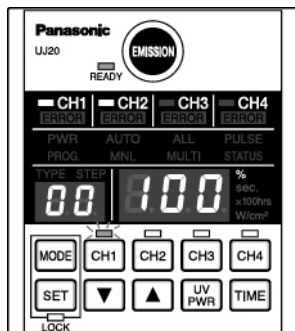 Panasonic
UJ20
EMISSION
READY
CH1 CH2 CH3 CH4
ERROR ERROR ERROR ERROR
PWR AUTO ALL PULSE
PROG. MNL MULTI STATUS
TYPE STEP
00 100
%
sec.
x100hrs
W/cm²
MODE CH1 CH2 CH3 CH4
SET ▼ ▲ UV PWR TIME
LOCK